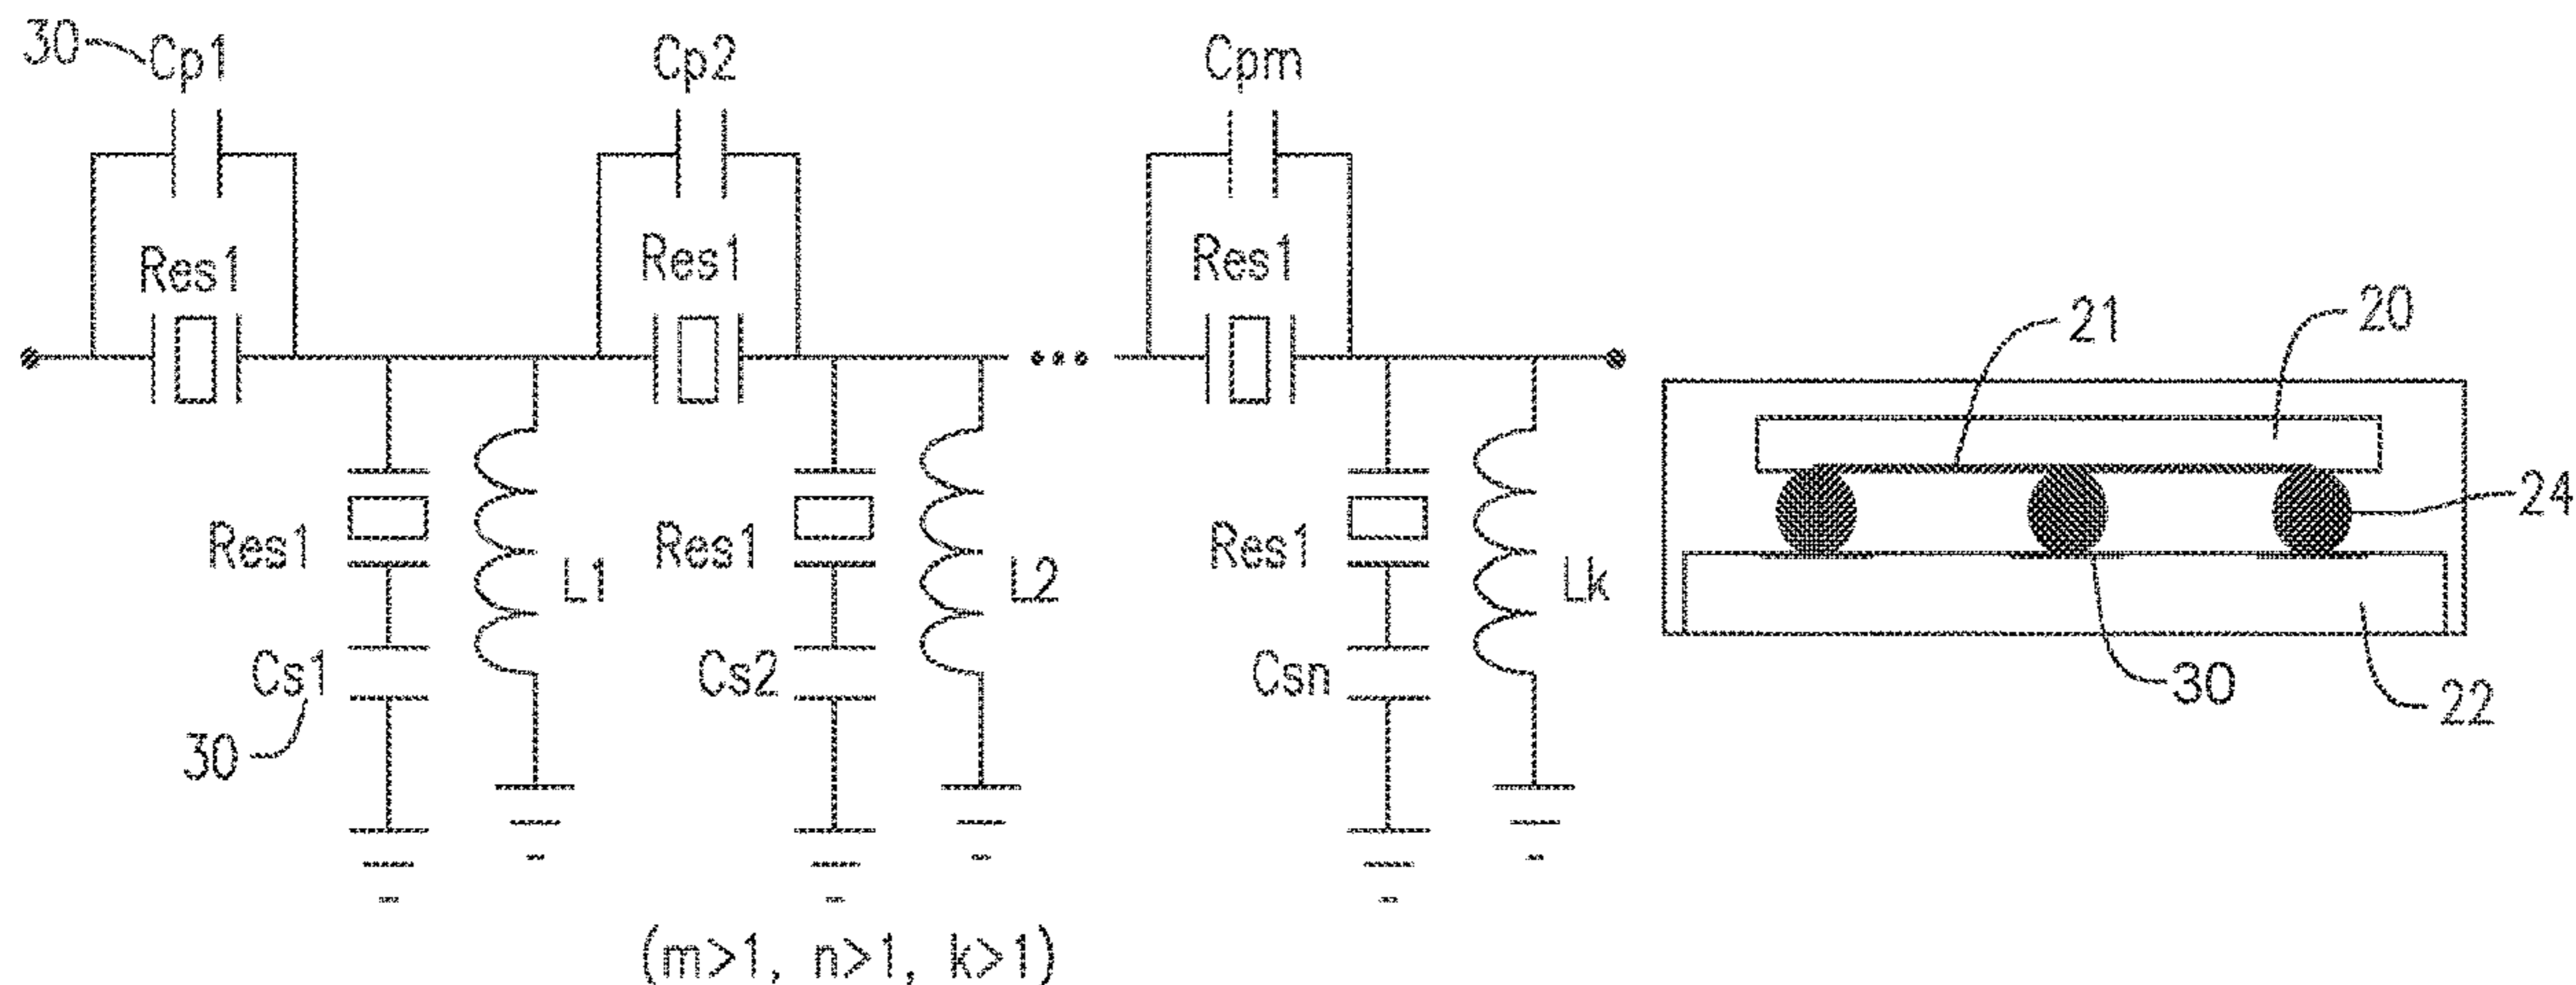 30 Cp1 Cp2 Cpm
Res1 Res1 Res1
21 20
24
Res1 L1 Res1 L2 Res1 Lk
Cs1 Cs2 Csn 30 22
30
(m>1, n>1, k>1)